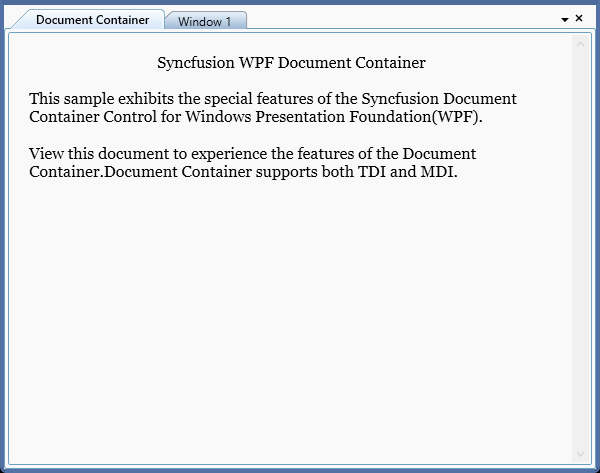 Document Container
Window 1
Syncfusion WPF Document Container
This sample exhibits the special features of the Syncfusion Document
Container Control for Windows Presentation Foundation(WPF).
View this document to experience the features of the Document
Container.Document Container supports both TDI and MDI.